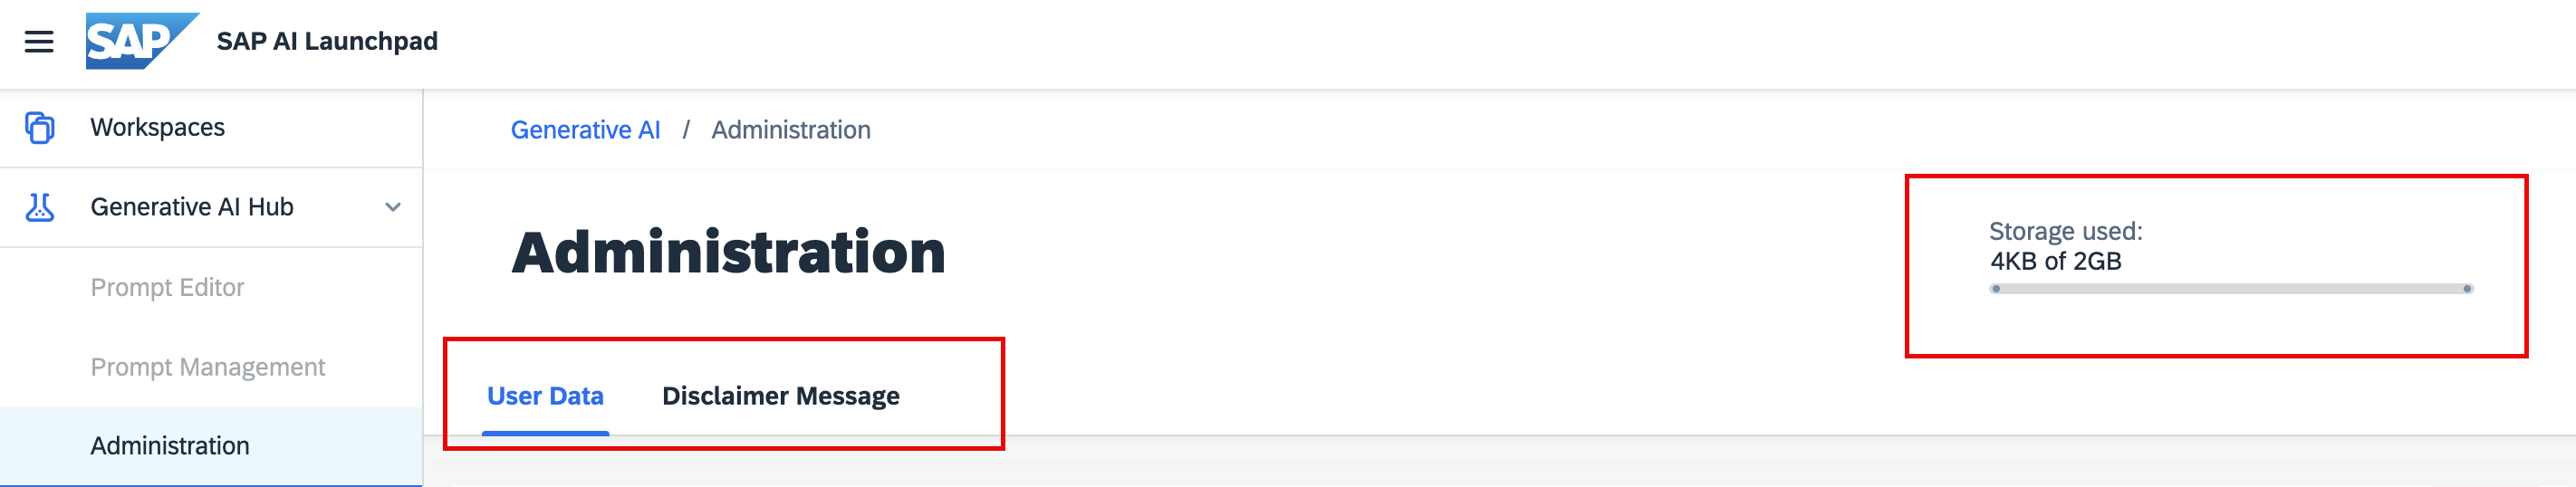 SAP SAP AI Launchpad
Workspaces
Generative AI Hub
Prompt Editor
Prompt Management
Administration
Generative AI / Administration
Administration
Storage used:
4KB of 2GB
User Data Disclaimer Message